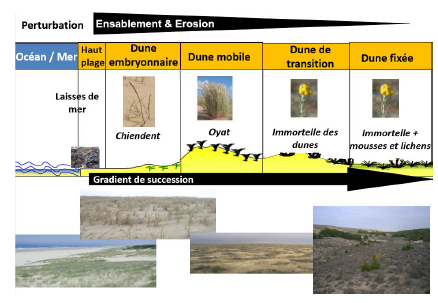 Perturbation
Ensablement & Erosion
Océan / Mer
Haut
plage
Dune
embryonnaire
Dune mobile
Dune de
transition
Dune fixée
Laisses de
mer
Chiendent
Oyat
Immortelle des
dunes
Immortelle +
mousses et lichens
Gradient de succession